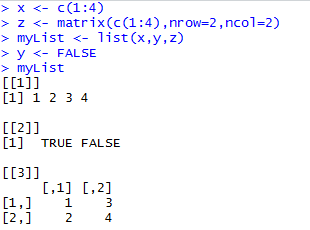 > x <- c(1:4)
> z <- matrix(c(1:4),nrow=2,ncol=2)
> myList <- list(x,y,z)
> y <- FALSE
> myList
[[1]]
[1] 1 2 3 4
[[2]]
[1]  TRUE FALSE
[[3]]
     [,1] [,2]
[1,]    1    3
[2,]    2    4